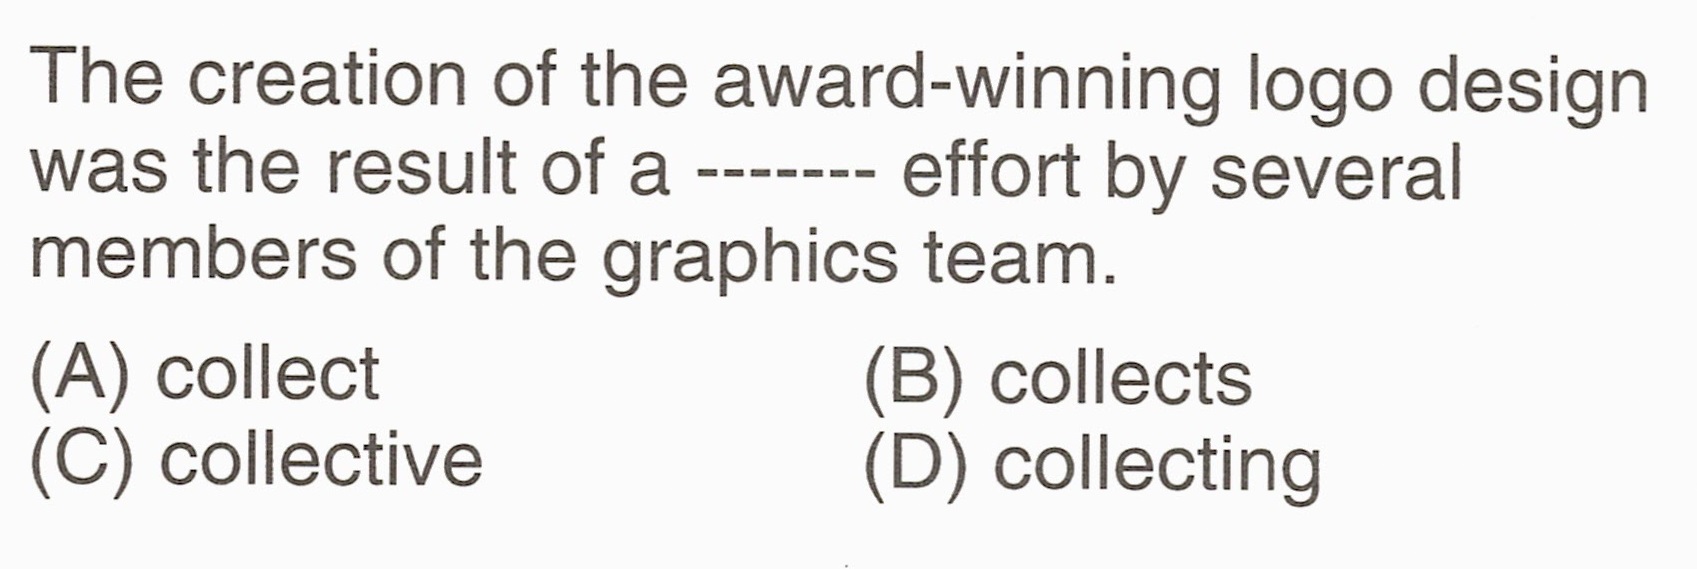 The creation of the award-winning logo design
was the result of a ------- effort by several
members of the graphics team.
(A) collect (B) collects
(C) collective (D) collecting